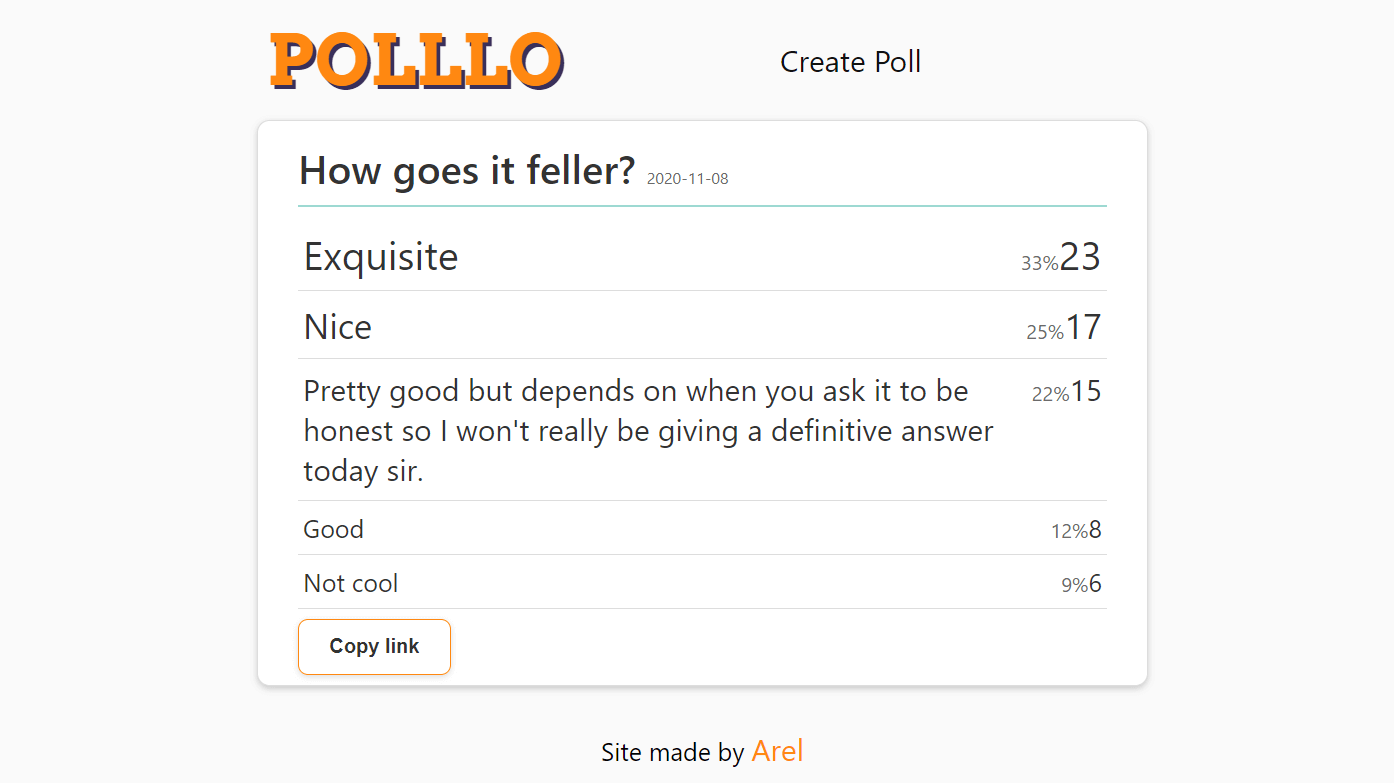 POLLLO
Create Poll
How goes it feller? 2020-11-08
Exquisite 33%23
Nice 25%17
Pretty good but depends on when you ask it to be 22%15
honest so I won't really be giving a definitive answer
today sir.
Good 12%8
Not cool 9%6
Copy link
Site made by Arel